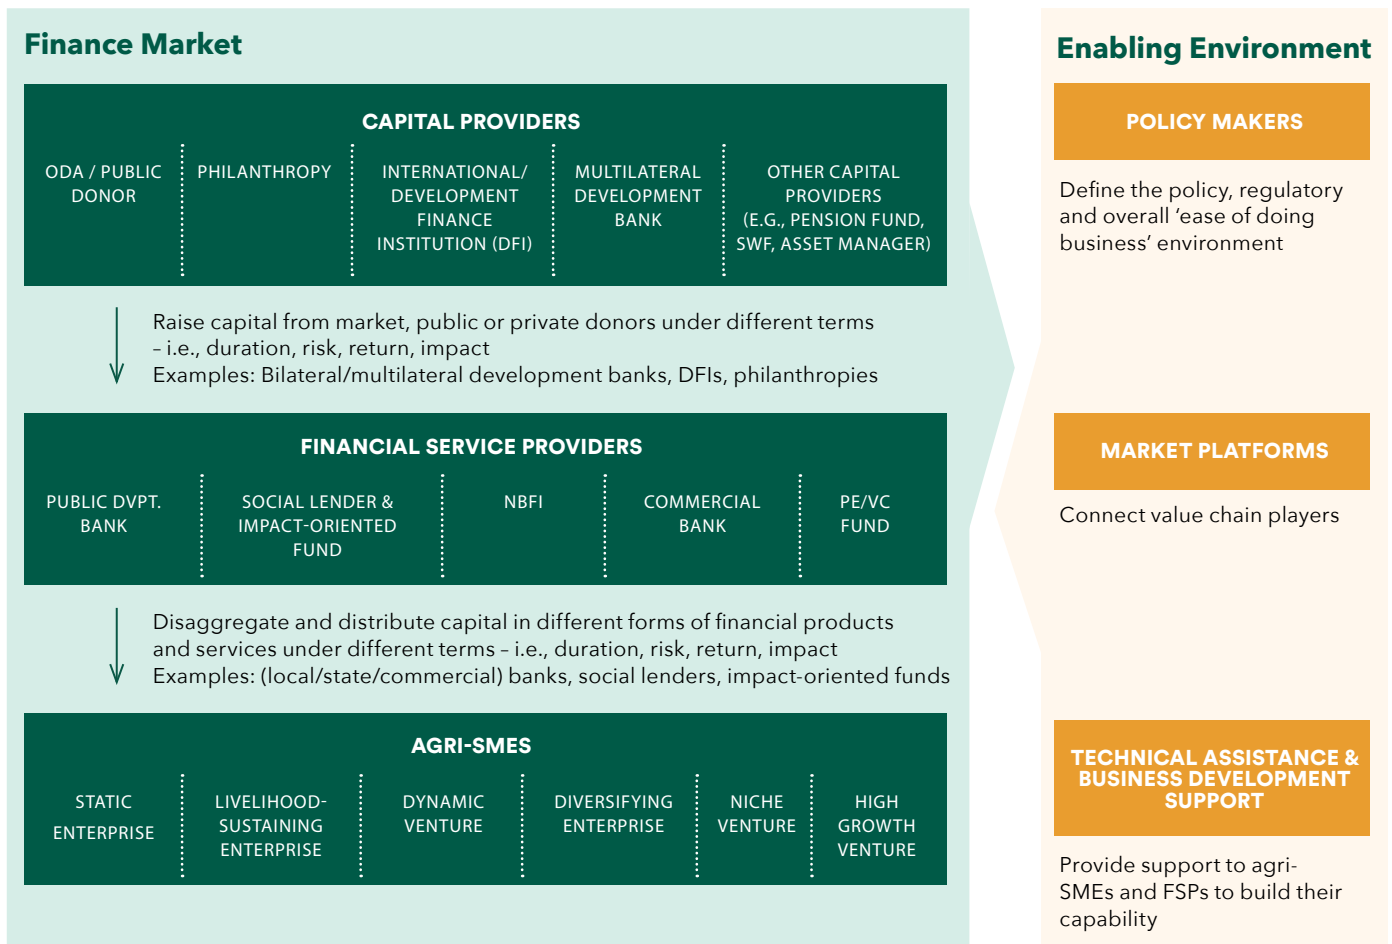 Finance Market
CAPITAL PROVIDERS
ODA / PUBLIC
DONOR
PHILANTHROPY
INTERNATIONAL/
DEVELOPMENT
FINANCE
INSTITUTION (DFI)
MULTILATERAL
DEVELOPMENT
BANK
OTHER CAPITAL
PROVIDERS
(E.G., PENSION FUND,
SWF, ASSET MANAGER)
Raise capital from market, public or private donors under different terms
– i.e., duration, risk, return, impact
Examples: Bilateral/multilateral development banks, DFIs, philanthropies
FINANCIAL SERVICE PROVIDERS
PUBLIC DVPT.
BANK
SOCIAL LENDER &
IMPACT-ORIENTED
FUND
NBFI
COMMERCIAL
BANK
PE/VC
FUND
Disaggregate and distribute capital in different forms of financial products
and services under different terms – i.e., duration, risk, return, impact
Examples: (local/state/commercial) banks, social lenders, impact-oriented funds
AGRI-SMES
STATIC
ENTERPRISE
LIVELIHOOD-
SUSTAINING
ENTERPRISE
DYNAMIC
VENTURE
DIVERSIFYING
ENTERPRISE
NICHE
VENTURE
HIGH
GROWTH
VENTURE
Enabling Environment
POLICY MAKERS
Define the policy, regulatory
and overall ‘ease of doing
business’ environment
MARKET PLATFORMS
Connect value chain players
TECHNICAL ASSISTANCE &
BUSINESS DEVELOPMENT
SUPPORT
Provide support to agri-
SMEs and FSPs to build their
capability